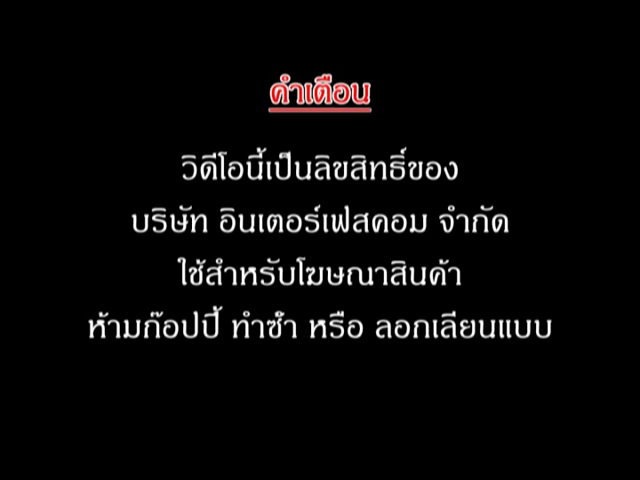 คำเตือน
วิดีโอนี้เป็นลิขสิทธิ์ของ
บริษัท อินเตอร์เฟสคอม จำกัด
ใช้สำหรับโฆษณาสินค้า
ห้ามก๊อปปี้ ทำซ้ำ หรือ ลอกเลียนแบบ